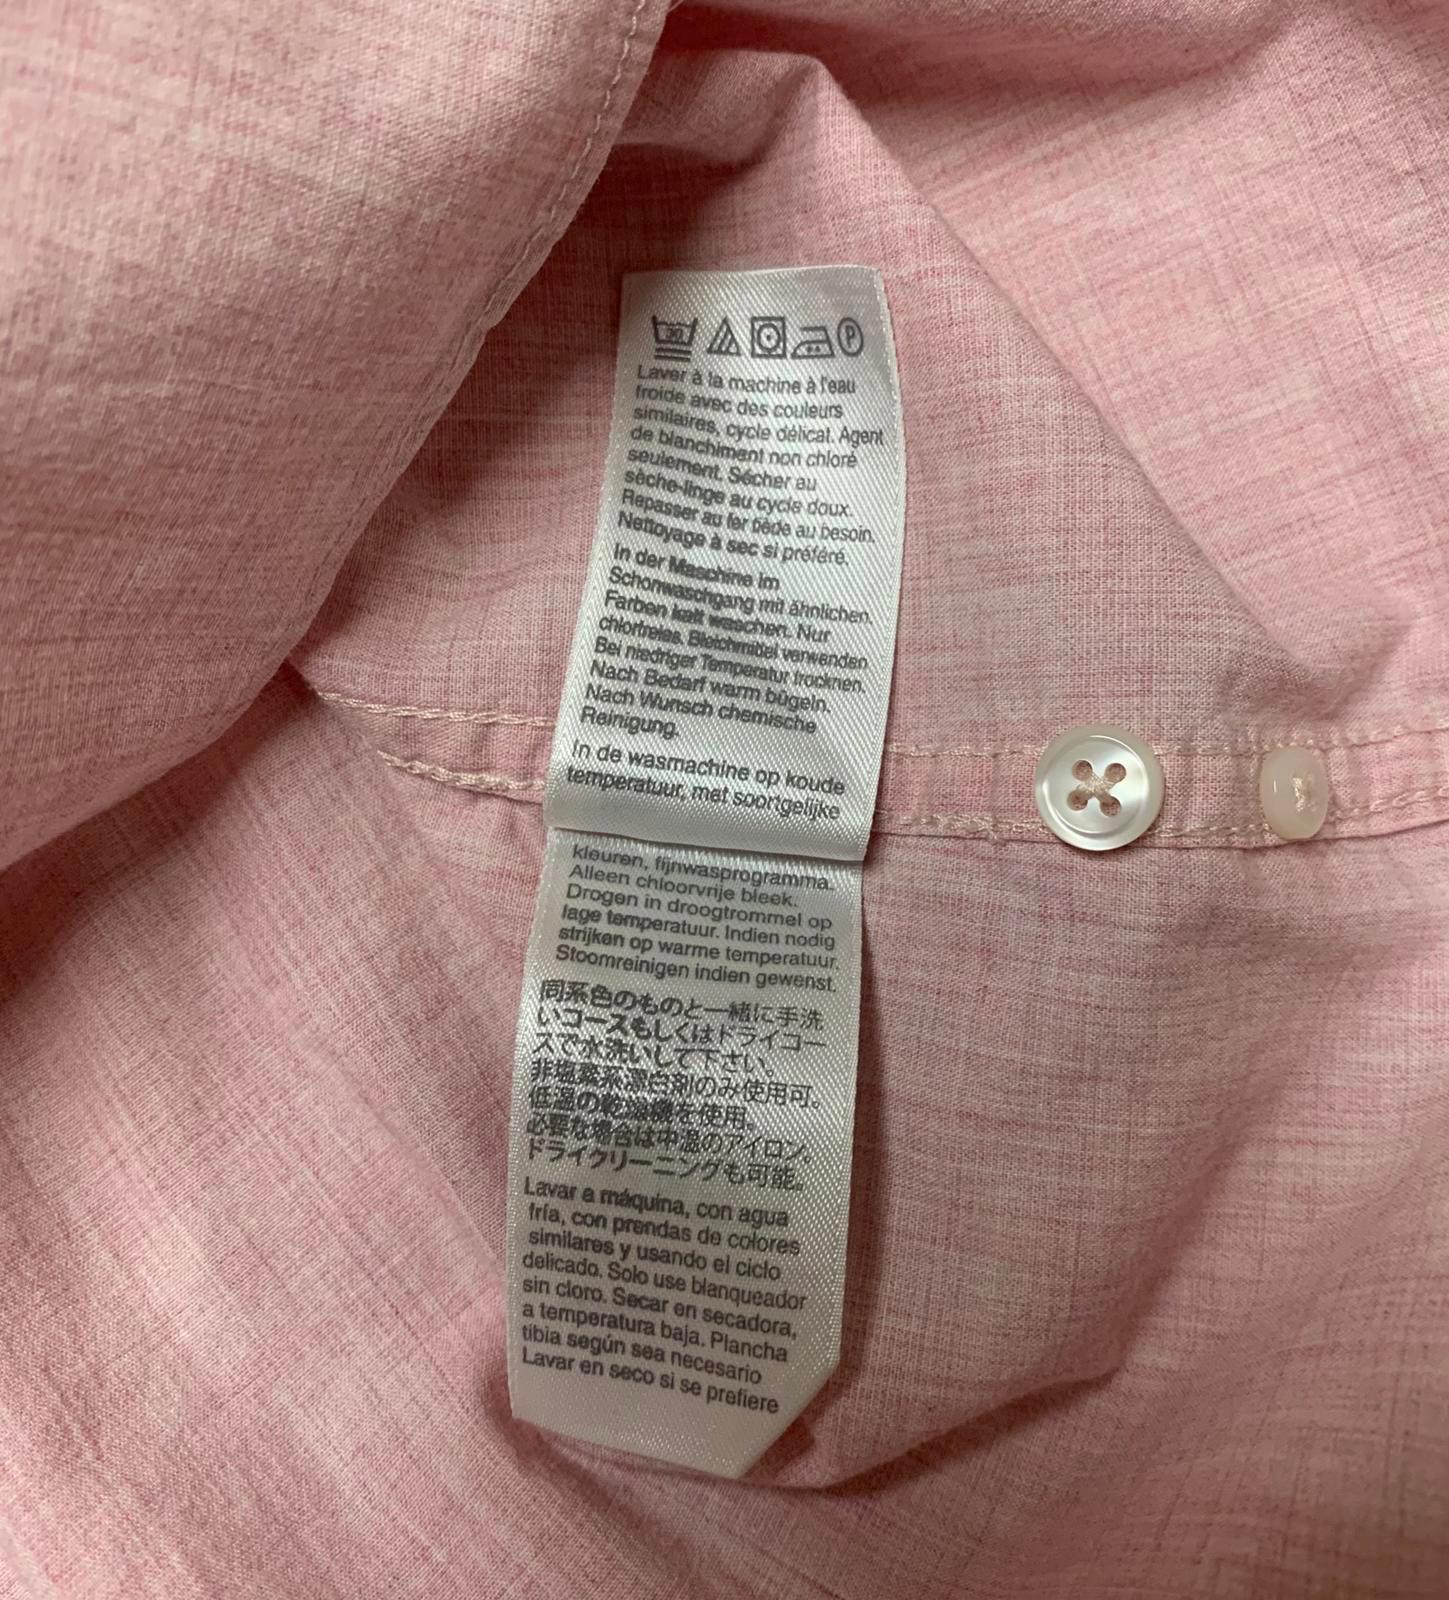 30 P
Laver à la machine à l'eau
froide avec des couleurs
similaires, cycle délicat. Agent
de blanchiment non chloré
seulement. Sécher au
sèche-linge au cycle doux.
Repasser au fer tiède au besoin.
Nettoyage à sec si préféré.
In der Maschine im
Schonwaschgang mit ähnlichen
Farben kalt waschen. Nur
chlorfreies. Bleichmittel verwenden
Bei niedriger Temperatur trocknen.
Nach Bedarf warm bügeln.
Nach Wunsch chemische
Reinigung.
In de wasmachine op koude
temperatuur, met soortgelijke
kleuren, fijnwasprogramma.
Alleen chloorvrije bleek.
Drogen in droogtrommel op
lage temperatuur. Indien nodig
strijken op warme temperatuur.
Stoomreinigen indien gewenst.
同系色のものと一緒に手洗
いコースもしくはドライコー
スで水洗いして下さい。
非塩素系漂白剤のみ使用可。
低温の乾燥機を使用。
必要な場合は中温のアイロン。
ドライクリーニングも可能。
Lavar a máquina, con agua
fría, con prendas de colores
similares y usando el ciclo
delicado. Solo use blanqueador
sin cloro. Secar en secadora,
a temperatura baja. Plancha
tibia según sea necesario
Lavar en seco si se prefiere